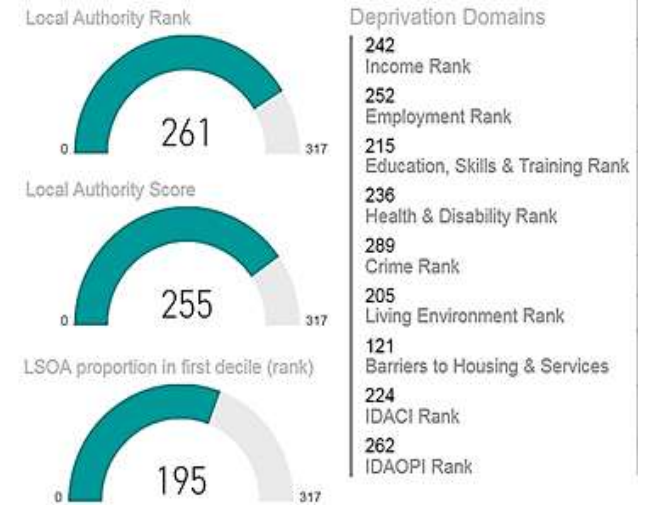 Local Authority Rank
261
0
317
Local Authority Score
255
0
317
LSOA proportion in first decile (rank)
195
0
317
Deprivation Domains
242
Income Rank
252
Employment Rank
215
Education, Skills & Training Rank
236
Health & Disability Rank
289
Crime Rank
205
Living Environment Rank
121
Barriers to Housing & Services
224
IDACI Rank
262
IDAOPI Rank